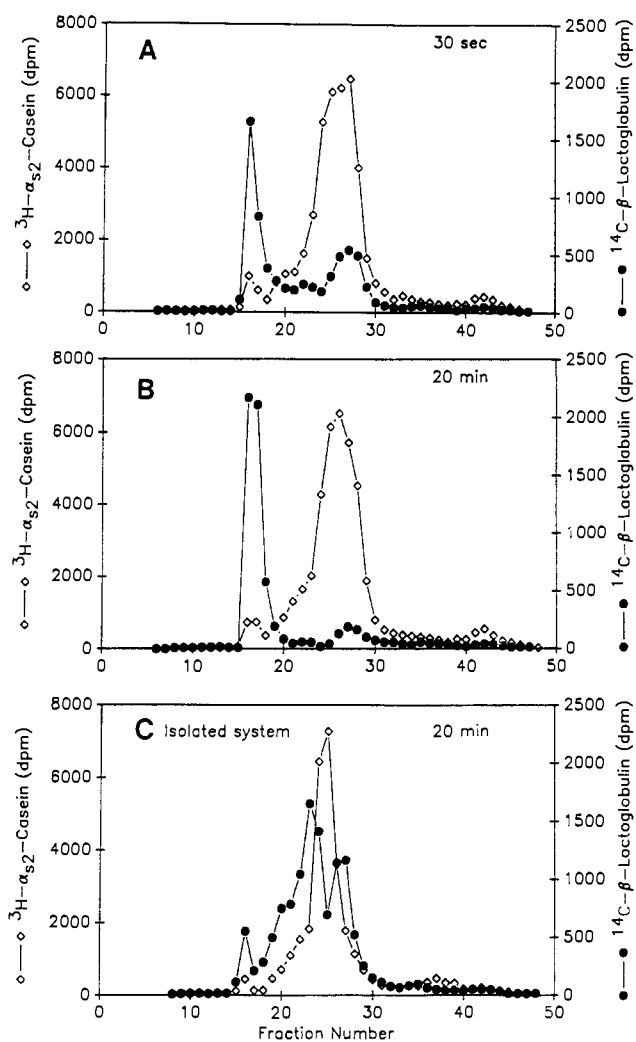 A
30 sec
8000
6000
4000
2000
0
◇——◇ ³H-αs2-Casein (dpm)
2500
2000
1500
1000
500
0
●——● ¹⁴C-β-Lactoglobulin (dpm)
0 10 20 30 40 50
B
20 min
8000
6000
4000
2000
0
◇——◇ ³H-αs2-Casein (dpm)
2500
2000
1500
1000
500
0
●——● ¹⁴C-β-Lactoglobulin (dpm)
0 10 20 30 40 50
C Isolated system 20 min
8000
6000
4000
2000
0
◇——◇ ³H-αs2-Casein (dpm)
2500
2000
1500
1000
500
0
●——● ¹⁴C-β-Lactoglobulin (dpm)
0 10 20 30 40 50
Fraction Number